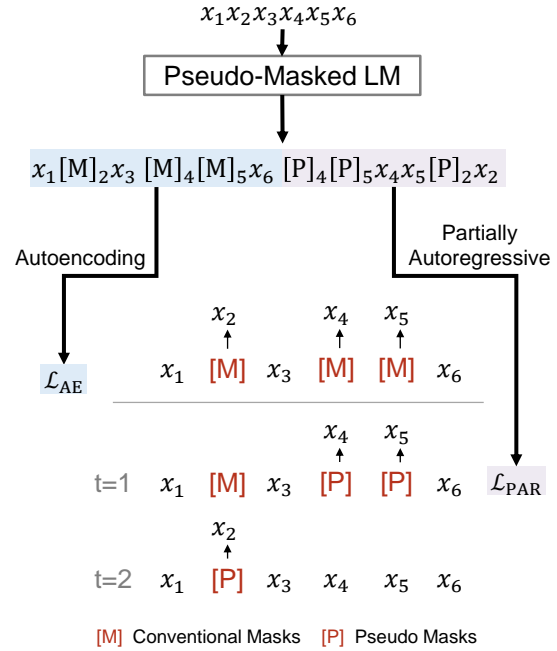 x₁x₂x₃x₄x₅x₆
Pseudo-Masked LM
x₁[M]₂x₃ [M]₄[M]₅x₆ [P]₄[P]₅x₄x₅[P]₂x₂
Autoencoding
Partially
Autoregressive
x₂ x₄ x₅
x₁ [M] x₃ [M] [M] x₆
ℒAE
x₄ x₅
t=1 x₁ [M] x₃ [P] [P] x₆
ℒPAR
x₂
t=2 x₁ [P] x₃ x₄ x₅ x₆
[M] Conventional Masks [P] Pseudo Masks